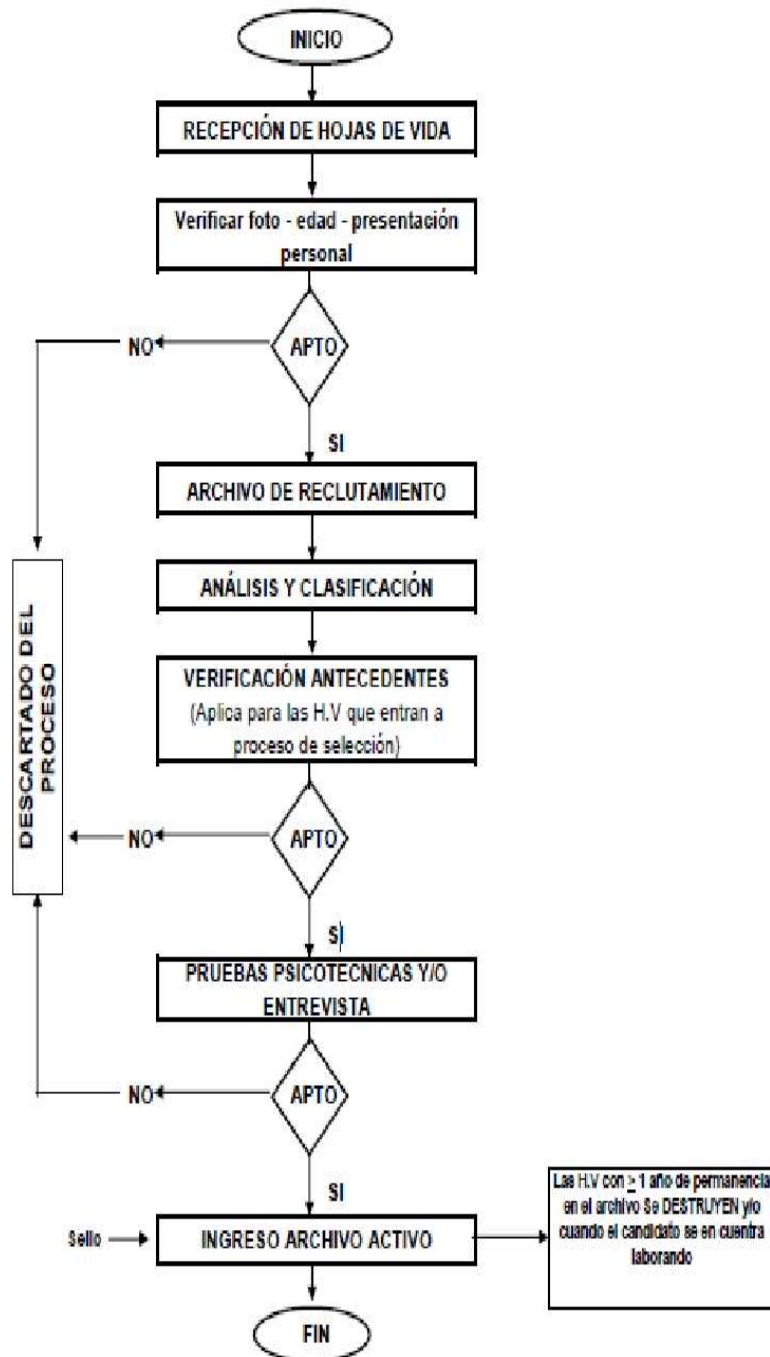 INICIO
RECEPCIÓN DE HOJAS DE VIDA
Verificar foto - edad - presentación
personal
NO
APTO
SI
ARCHIVO DE RECLUTAMIENTO
ANÁLISIS Y CLASIFICACIÓN
DESCARTADO DEL
PROCESO
VERIFICACIÓN ANTECEDENTES
(Aplica para las H.V que entran a
proceso de selección)
NO
APTO
SI
PRUEBAS PSICOTECNICAS Y/O
ENTREVISTA
NO
APTO
SI
Sello
INGRESO ARCHIVO ACTIVO
Las H.V con ≥ 1 año de permanencia
en el archivo Se DESTRUYEN y/o
cuando el candidato se en cuentra
laborando
FIN